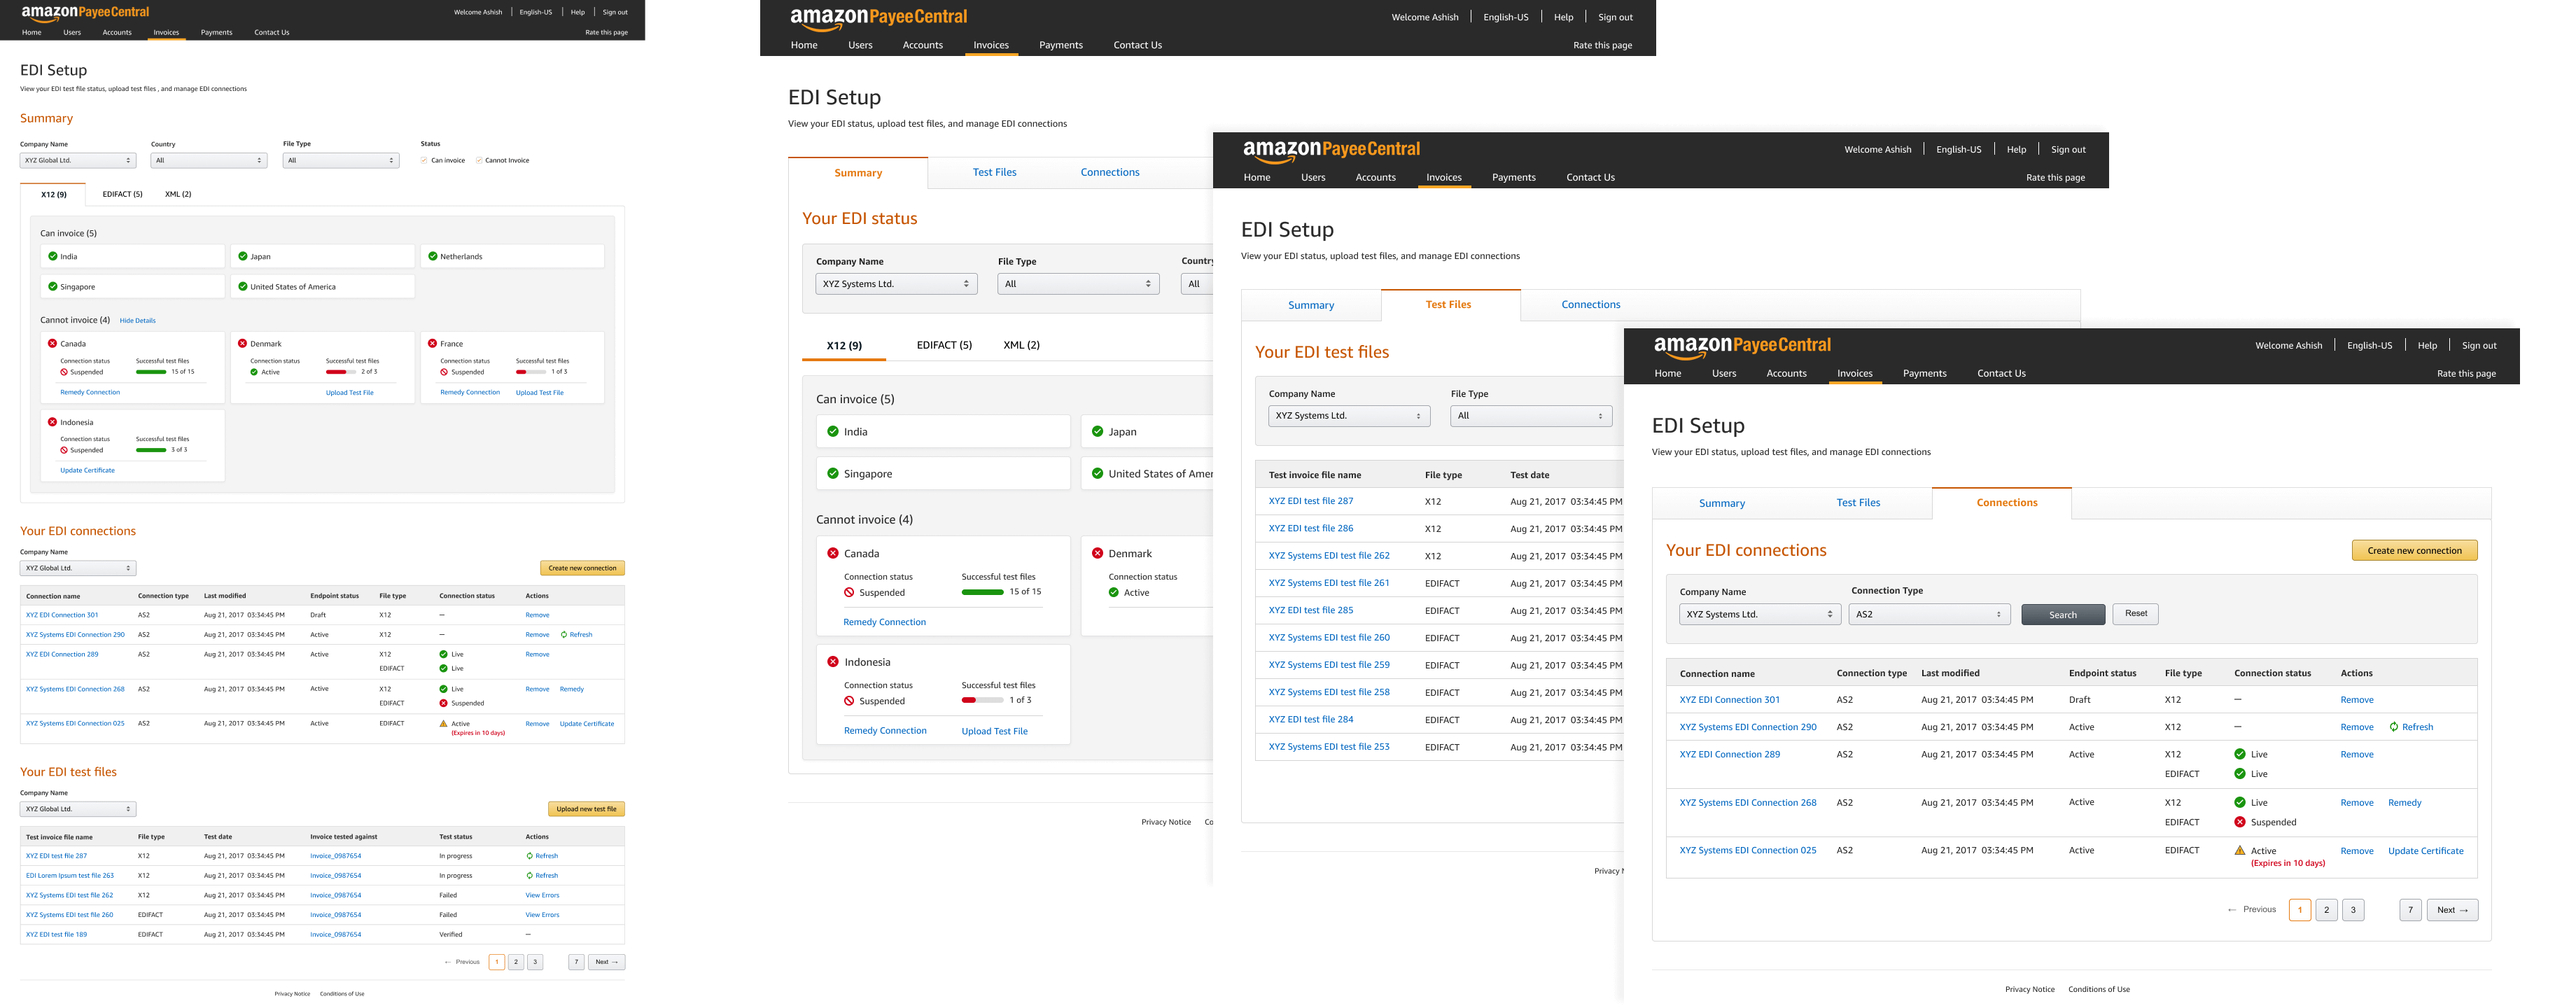 amazonPayeeCentral
Welcome Ashish English-US Help Sign out
Home Users Accounts Invoices Payments Contact Us Rate this page
EDI Setup
View your EDI test file status, upload test files , and manage EDI connections
Summary
Company Name Country File Type Status
XYZ Global Ltd. All All Can invoice Cannot Invoice
X12 (9) EDIFACT (5) XML (2)
Can invoice (5)
India Japan Netherlands
Singapore United States of America
Cannot invoice (4) Hide Details
Canada Denmark France
Connection status Successful test files Connection status Successful test files Connection status Successful test files
Suspended 15 of 15 Active 2 of 3 Suspended 1 of 3
Remedy Connection Upload Test File Remedy Connection Upload Test File
Indonesia
Connection status Successful test files
Suspended 3 of 3
Update Certificate
Your EDI connections
Company Name
XYZ Global Ltd. Create new connection
Connection name Connection type Last modified Endpoint status File type Connection status Actions
XYZ EDI Connection 301 AS2 Aug 21, 2017 03:34:45 PM Draft X12 — Remove
XYZ Systems EDI Connection 290 AS2 Aug 21, 2017 03:34:45 PM Active X12 — Remove Refresh
XYZ EDI Connection 289 AS2 Aug 21, 2017 03:34:45 PM Active X12 Live Remove
EDIFACT Live
XYZ Systems EDI Connection 268 AS2 Aug 21, 2017 03:34:45 PM Active X12 Live Remove Remedy
EDIFACT Suspended
XYZ Systems EDI Connection 025 AS2 Aug 21, 2017 03:34:45 PM Active EDIFACT Active Remove Update Certificate
(Expires in 10 days)
Your EDI test files
Company Name
XYZ Global Ltd. Upload new test file
Test invoice file name File type Test date Invoice tested against Test status Actions
XYZ EDI test file 287 X12 Aug 21, 2017 03:34:45 PM Invoice_0987654 In progress Refresh
EDI Lorem Ipsum test file 263 X12 Aug 21, 2017 03:34:45 PM Invoice_0987654 In progress Refresh
XYZ Systems EDI test file 262 X12 Aug 21, 2017 03:34:45 PM Invoice_0987654 Failed View Errors
XYZ Systems EDI test file 260 EDIFACT Aug 21, 2017 03:34:45 PM Invoice_0987654 Failed View Errors
XYZ EDI test file 189 EDIFACT Aug 21, 2017 03:34:45 PM Invoice_0987654 Verified —
← Previous 1 2 3 7 Next →
Privacy Notice Conditions of Use
amazonPayeeCentral
Welcome Ashish English-US Help Sign out
Home Users Accounts Invoices Payments Contact Us Rate this page
EDI Setup
View your EDI status, upload test files, and manage EDI connections
Summary Test Files Connections
Your EDI status
Company Name File Type Country
XYZ Systems Ltd. All All
X12 (9) EDIFACT (5) XML (2)
Can invoice (5)
India Japan
Singapore United States of Amer
Cannot invoice (4)
Canada Denmark
Connection status Successful test files Connection status
Suspended 15 of 15 Active
Remedy Connection
Indonesia
Connection status Successful test files
Suspended 1 of 3
Remedy Connection Upload Test File
Privacy Notice Co
amazonPayeeCentral
Welcome Ashish English-US Help Sign out
Home Users Accounts Invoices Payments Contact Us Rate this page
EDI Setup
View your EDI status, upload test files, and manage EDI connections
Summary Test Files Connections
Your EDI test files
Company Name File Type
XYZ Systems Ltd. All
Test invoice file name File type Test date
XYZ EDI test file 287 X12 Aug 21, 2017 03:34:45 PM
XYZ EDI test file 286 X12 Aug 21, 2017 03:34:45 PM
XYZ Systems EDI test file 262 X12 Aug 21, 2017 03:34:45 PM
XYZ Systems EDI test file 261 EDIFACT Aug 21, 2017 03:34:45 PM
XYZ EDI test file 285 EDIFACT Aug 21, 2017 03:34:45 PM
XYZ Systems EDI test file 260 EDIFACT Aug 21, 2017 03:34:45 PM
XYZ Systems EDI test file 259 EDIFACT Aug 21, 2017 03:34:45 PM
XYZ Systems EDI test file 258 EDIFACT Aug 21, 2017 03:34:45 PM
XYZ EDI test file 284 EDIFACT Aug 21, 2017 03:34:45 PM
XYZ Systems EDI test file 253 EDIFACT Aug 21, 2017 03:34:45 PM
Privacy N
amazonPayeeCentral
Welcome Ashish English-US Help Sign out
Home Users Accounts Invoices Payments Contact Us Rate this page
EDI Setup
View your EDI status, upload test files, and manage EDI connections
Summary Test Files Connections
Your EDI connections Create new connection
Company Name Connection Type
XYZ Systems Ltd. AS2 Search Reset
Connection name Connection type Last modified Endpoint status File type Connection status Actions
XYZ EDI Connection 301 AS2 Aug 21, 2017 03:34:45 PM Draft X12 — Remove
XYZ Systems EDI Connection 290 AS2 Aug 21, 2017 03:34:45 PM Active X12 — Remove Refresh
XYZ EDI Connection 289 AS2 Aug 21, 2017 03:34:45 PM Active X12 Live Remove
EDIFACT Live
XYZ Systems EDI Connection 268 AS2 Aug 21, 2017 03:34:45 PM Active X12 Live Remove Remedy
EDIFACT Suspended
XYZ Systems EDI Connection 025 AS2 Aug 21, 2017 03:34:45 PM Active EDIFACT Active Remove Update Certificate
(Expires in 10 days)
← Previous 1 2 3 7 Next →
Privacy Notice Conditions of Use